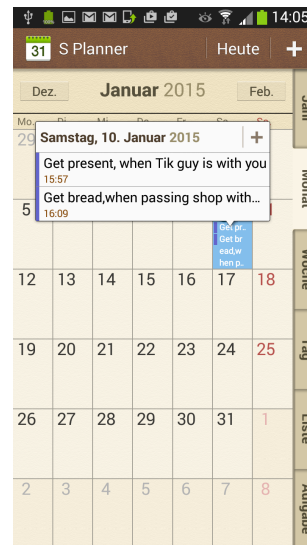 14:05
31 S Planner Heute +
Dez. Januar 2015 Feb.
Samstag, 10. Januar 2015 +
Get present, when Tik guy is with you
15:57
Get bread,when passing shop with...
16:09
29
5
Get pr..
Get br
ead,w
hen p..
12 13 14 15 16 17 18
19 20 21 22 23 24 25
26 27 28 29 30 31 1
2 3 4 5 6 7 8
Monat
Woche
Tag
Liste
Aufgabe